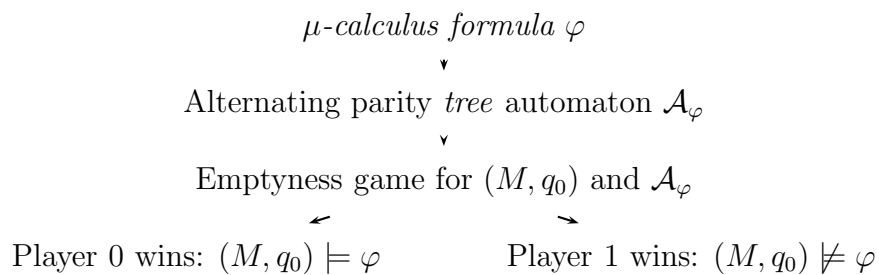 μ-calculus formula φ
Alternating parity tree automaton 𝒜_φ
Emptyness game for (M, q₀) and 𝒜_φ
Player 0 wins: (M, q₀) ⊨ φ
Player 1 wins: (M, q₀) ⊭ φ